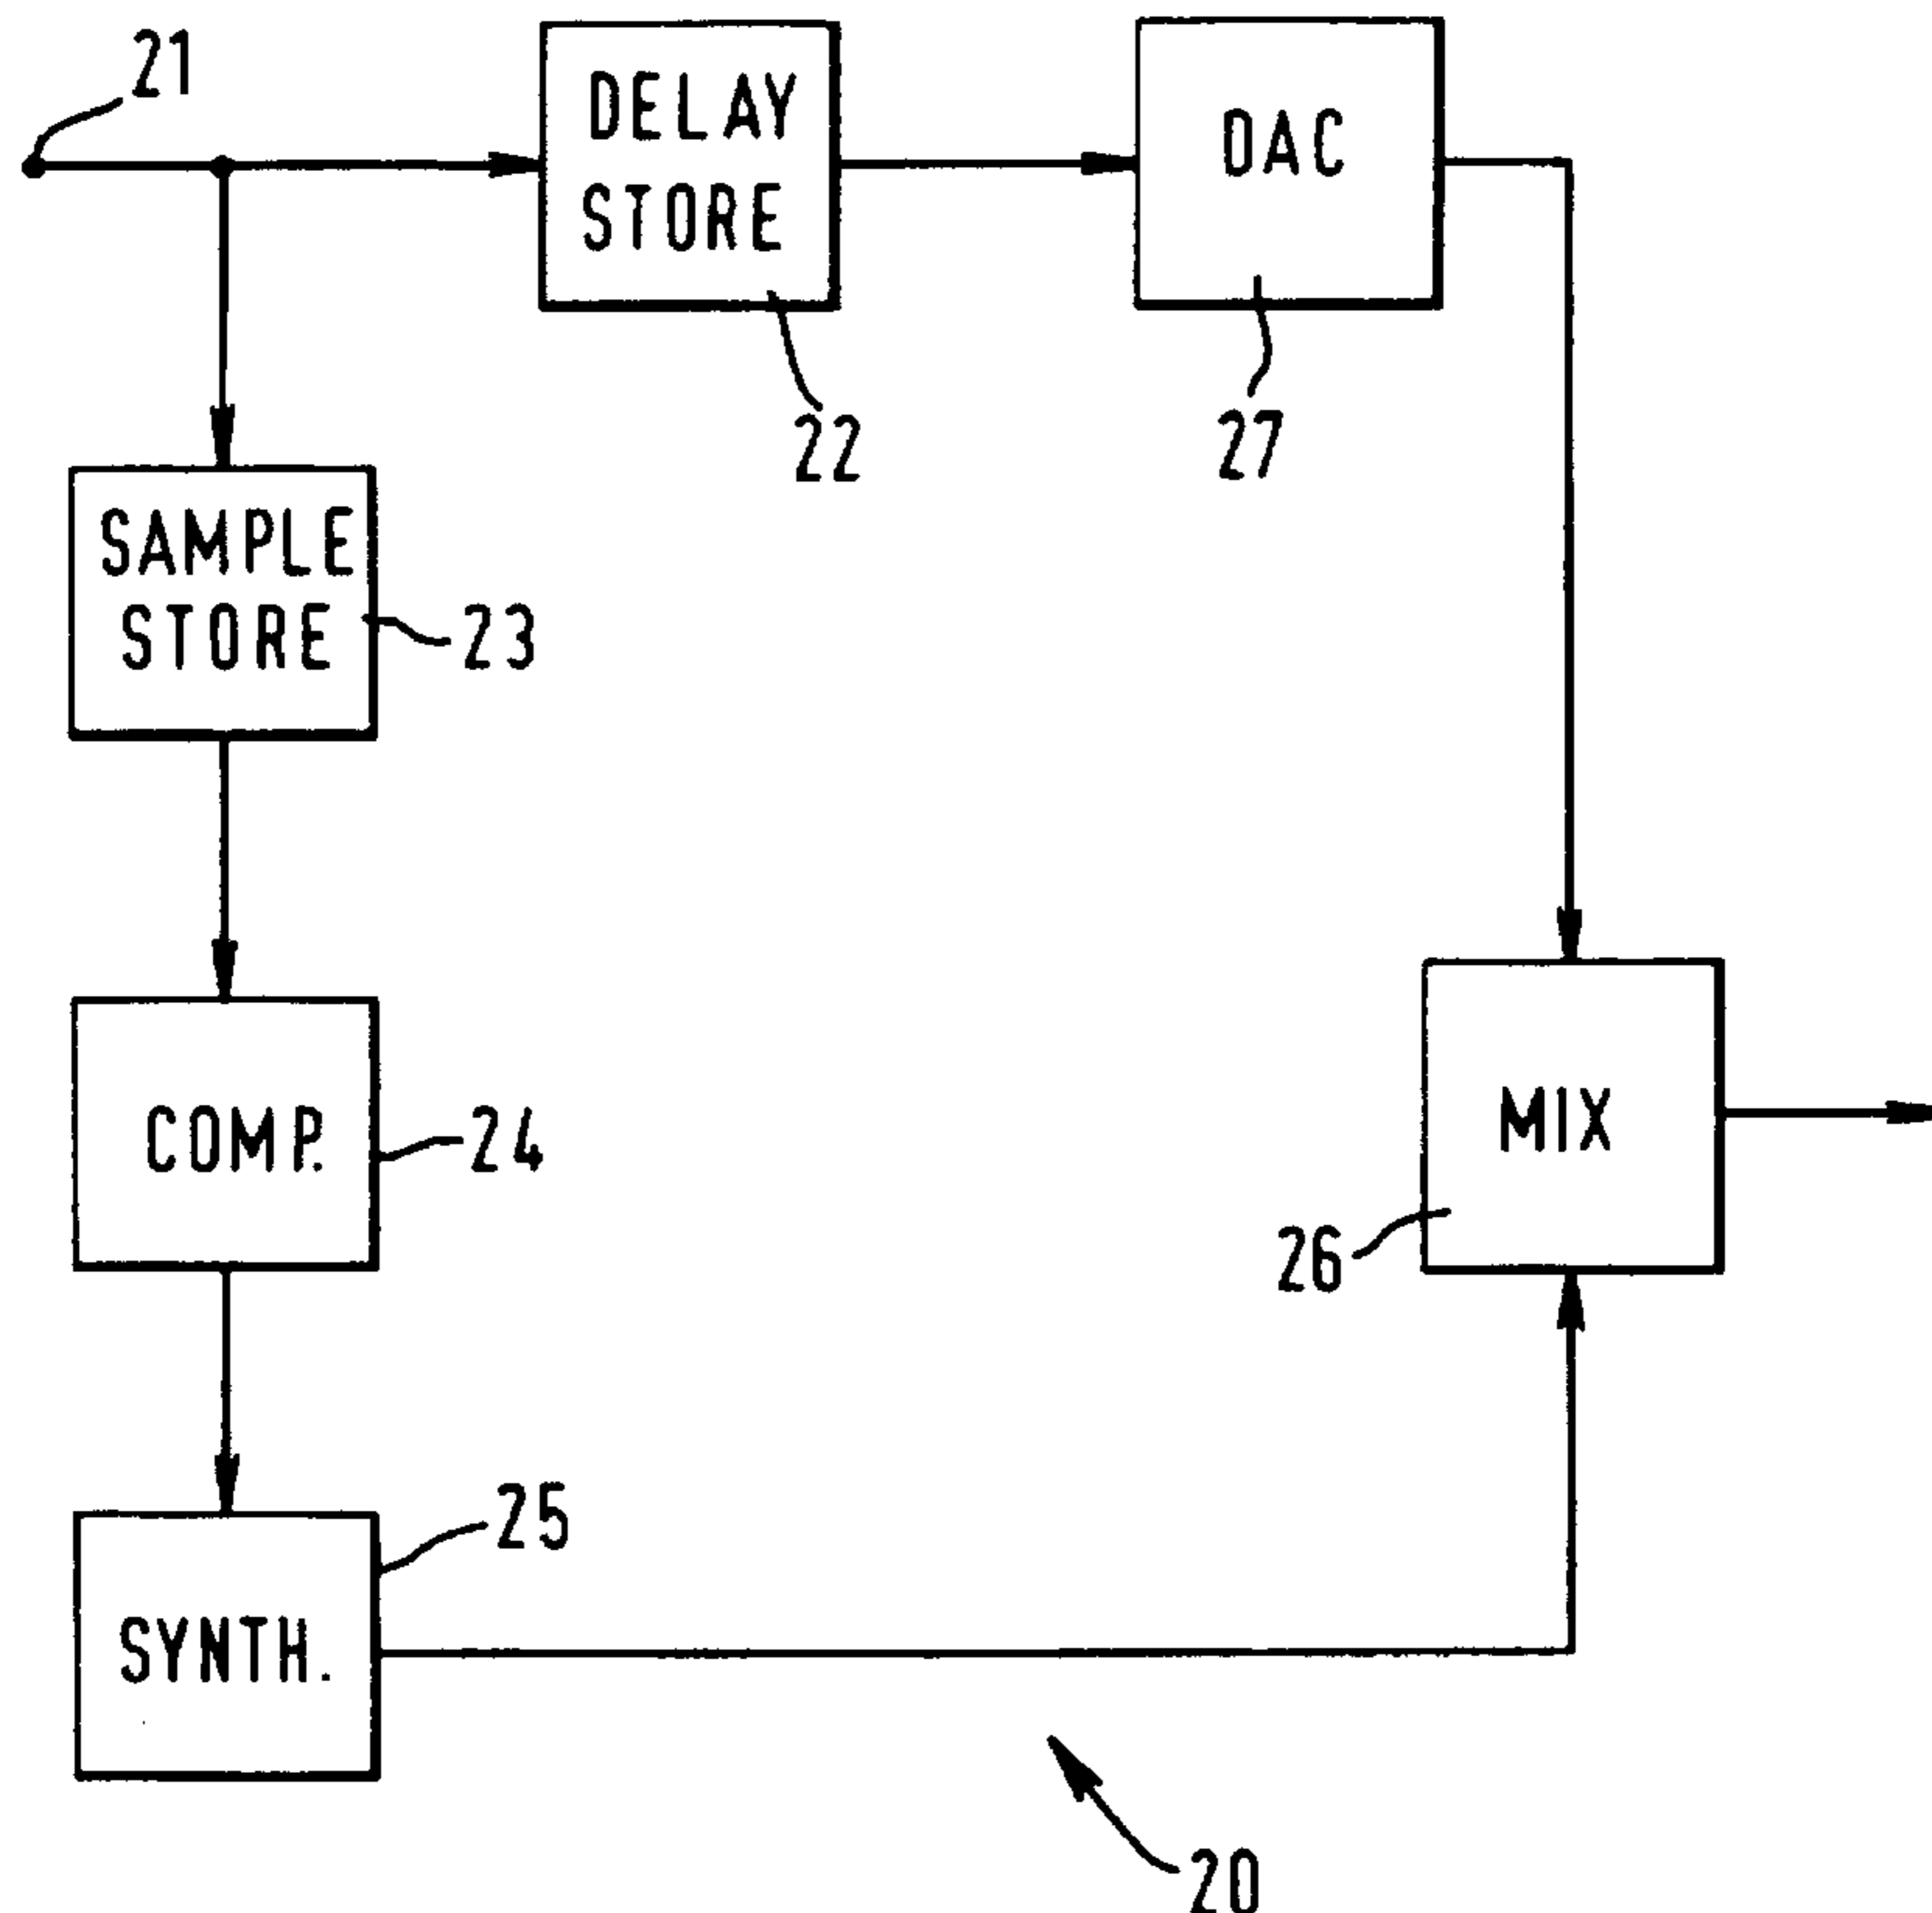 21
DELAY
STORE
DAC
22
27
SAMPLE
STORE
23
COMP.
24
MIX
26
25
SYNTH.
20